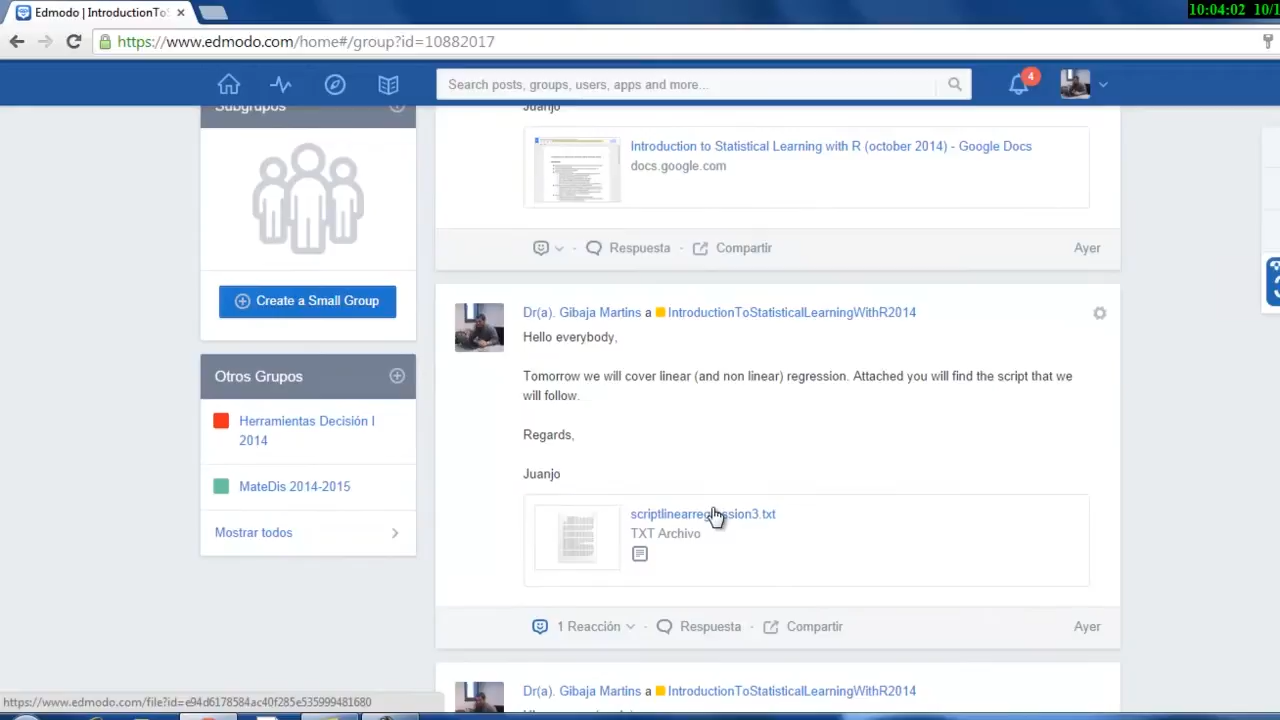 Edmodo | IntroductionToS
10:04:02 10/1
https://www.edmodo.com/home#/group?id=10882017
Search posts, groups, users, apps and more...
4
Subgrupos
Create a Small Group
Otros Grupos
Herramientas Decisión I
2014
MateDis 2014-2015
Mostrar todos
Juanjo
Introduction to Statistical Learning with R (october 2014) - Google Docs
docs.google.com
Respuesta
Compartir
Ayer
Dr(a). Gibaja Martins a IntroductionToStatisticalLearningWithR2014
Hello everybody,
Tomorrow we will cover linear (and non linear) regression. Attached you will find the script that we
will follow.
Regards,
Juanjo
scriptlinearregression3.txt
TXT Archivo
1 Reacción
Respuesta
Compartir
Ayer
Dr(a). Gibaja Martins a IntroductionToStatisticalLearningWithR2014
https://www.edmodo.com/file?id=e94d6178584ac40f285e535999481680